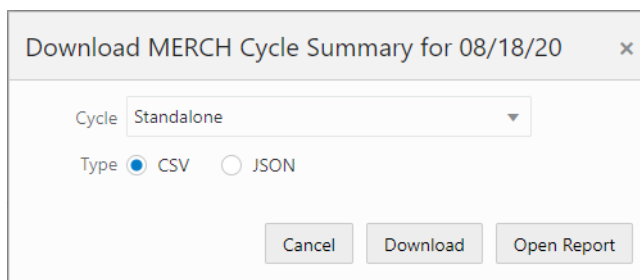 Download MERCH Cycle Summary for 08/18/20 ×
Cycle Standalone
Type CSV JSON
Cancel Download Open Report